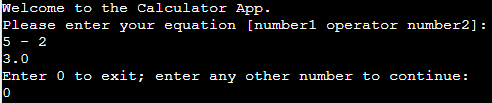 Welcome to the Calculator App.
Please enter your equation [number1 operator number2]:
5 - 2
3.0
Enter 0 to exit; enter any other number to continue:
0